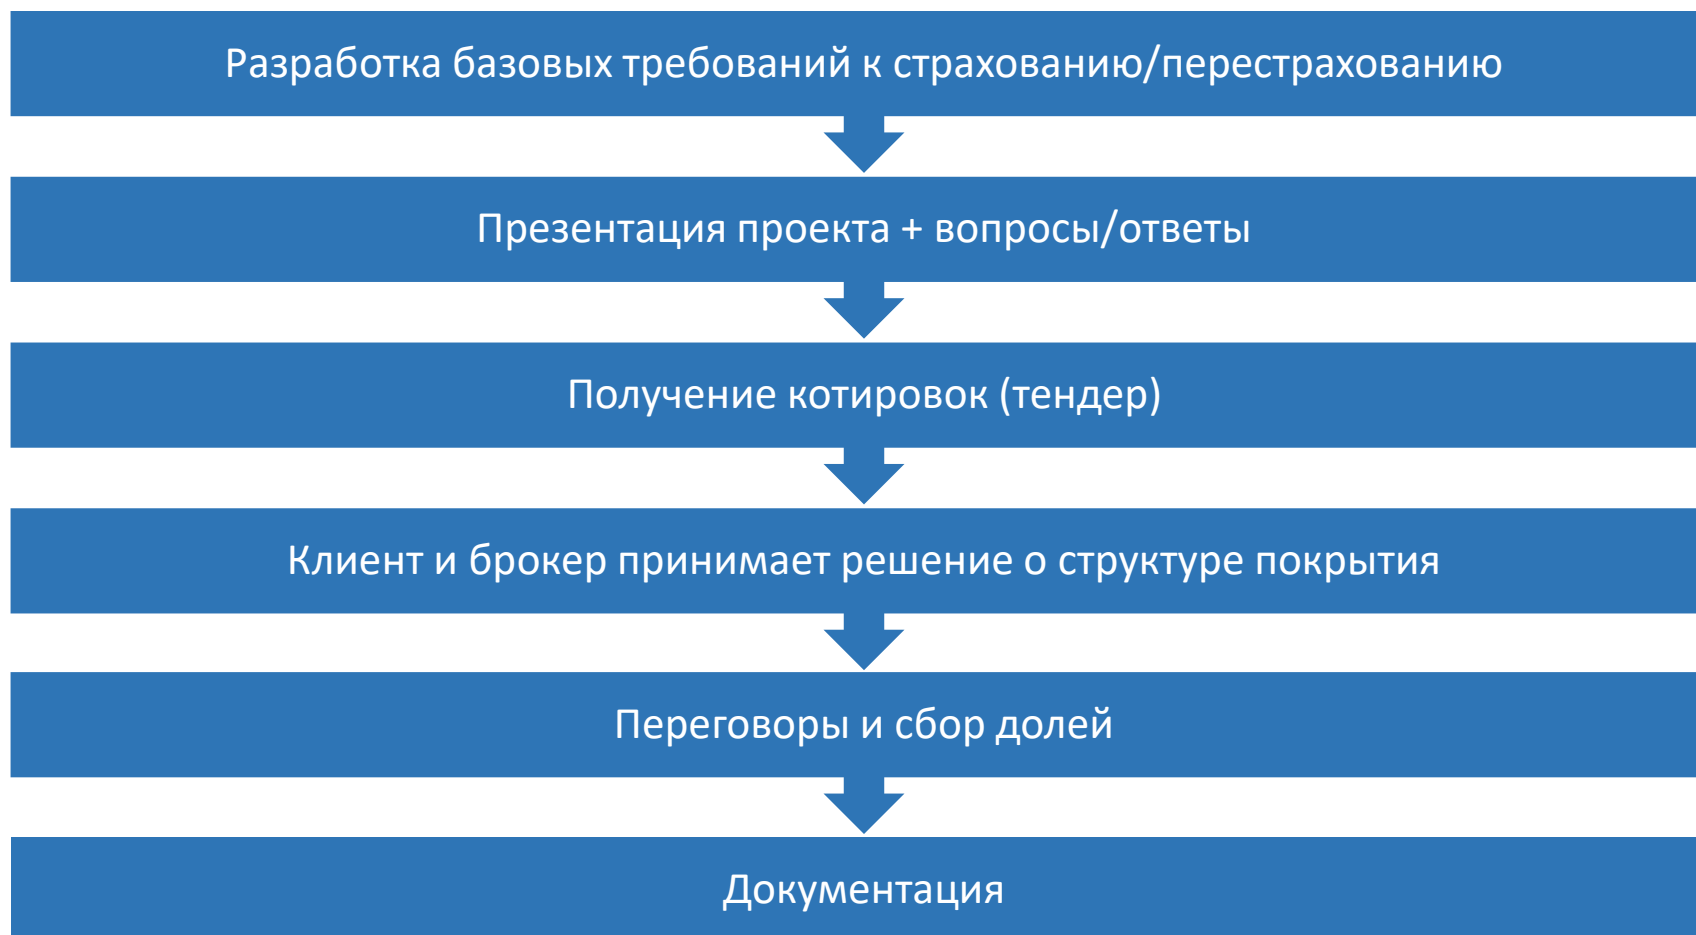 Разработка базовых требований к страхованию/перестрахованию
Презентация проекта + вопросы/ответы
Получение котировок (тендер)
Клиент и брокер принимает решение о структуре покрытия
Переговоры и сбор долей
Документация